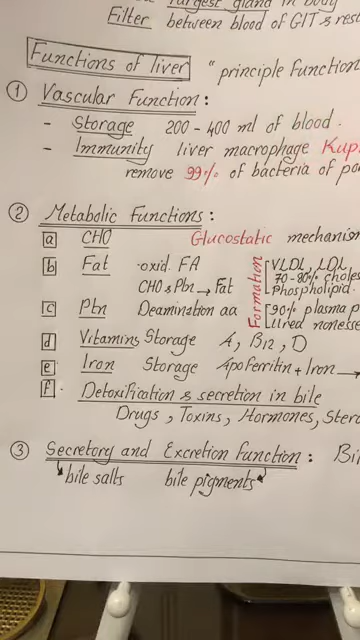 Largest gland in body
Filter between blood of GIT & rest
Functions of liver " principle function
① Vascular Function :
- Storage 200 - 400 ml of blood.
- Immunity liver macrophage Kup
remove 99% of bacteria of po
② Metabolic Functions :
a CHO Glucostatic mechanism
b Fat oxid. FA Formation VLDL, LDL
CHO & Ptn → Fat 70-80% chole
phospholipid.
c Ptn Deamination aa 90% plasma p
Urea nonesse
d Vitamins Storage A, B12, D
e Iron Storage Apoferritin + Iron →
f. Detoxification & secretion in bile
Drugs, Toxins, Hormones, Stero
③ Secretory and Excretion function : Bi
bile salts bile pigments